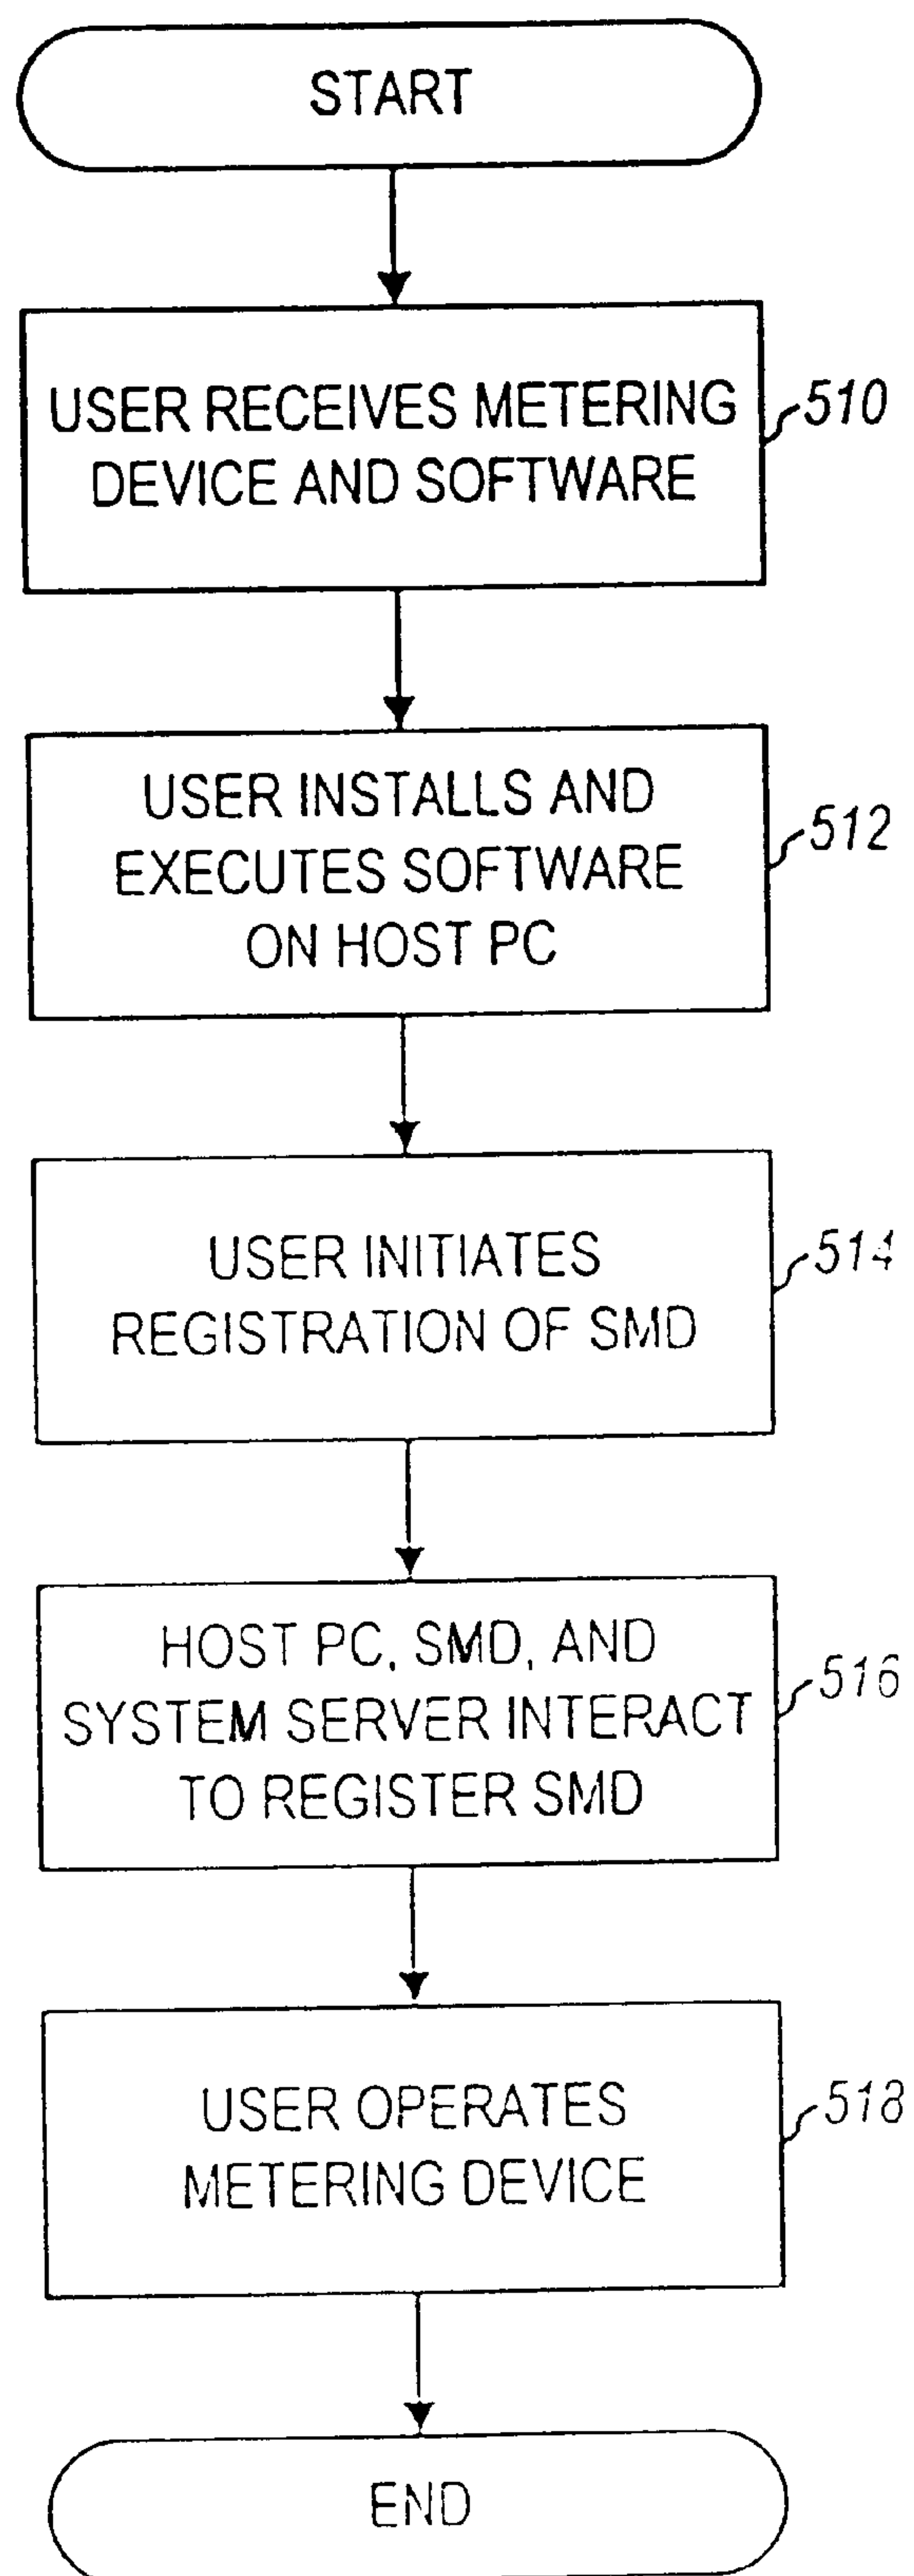 START
USER RECEIVES METERING
DEVICE AND SOFTWARE
510
USER INSTALLS AND
EXECUTES SOFTWARE
ON HOST PC
512
USER INITIATES
REGISTRATION OF SMD
514
HOST PC, SMD, AND
SYSTEM SERVER INTERACT
TO REGISTER SMD
516
USER OPERATES
METERING DEVICE
518
END